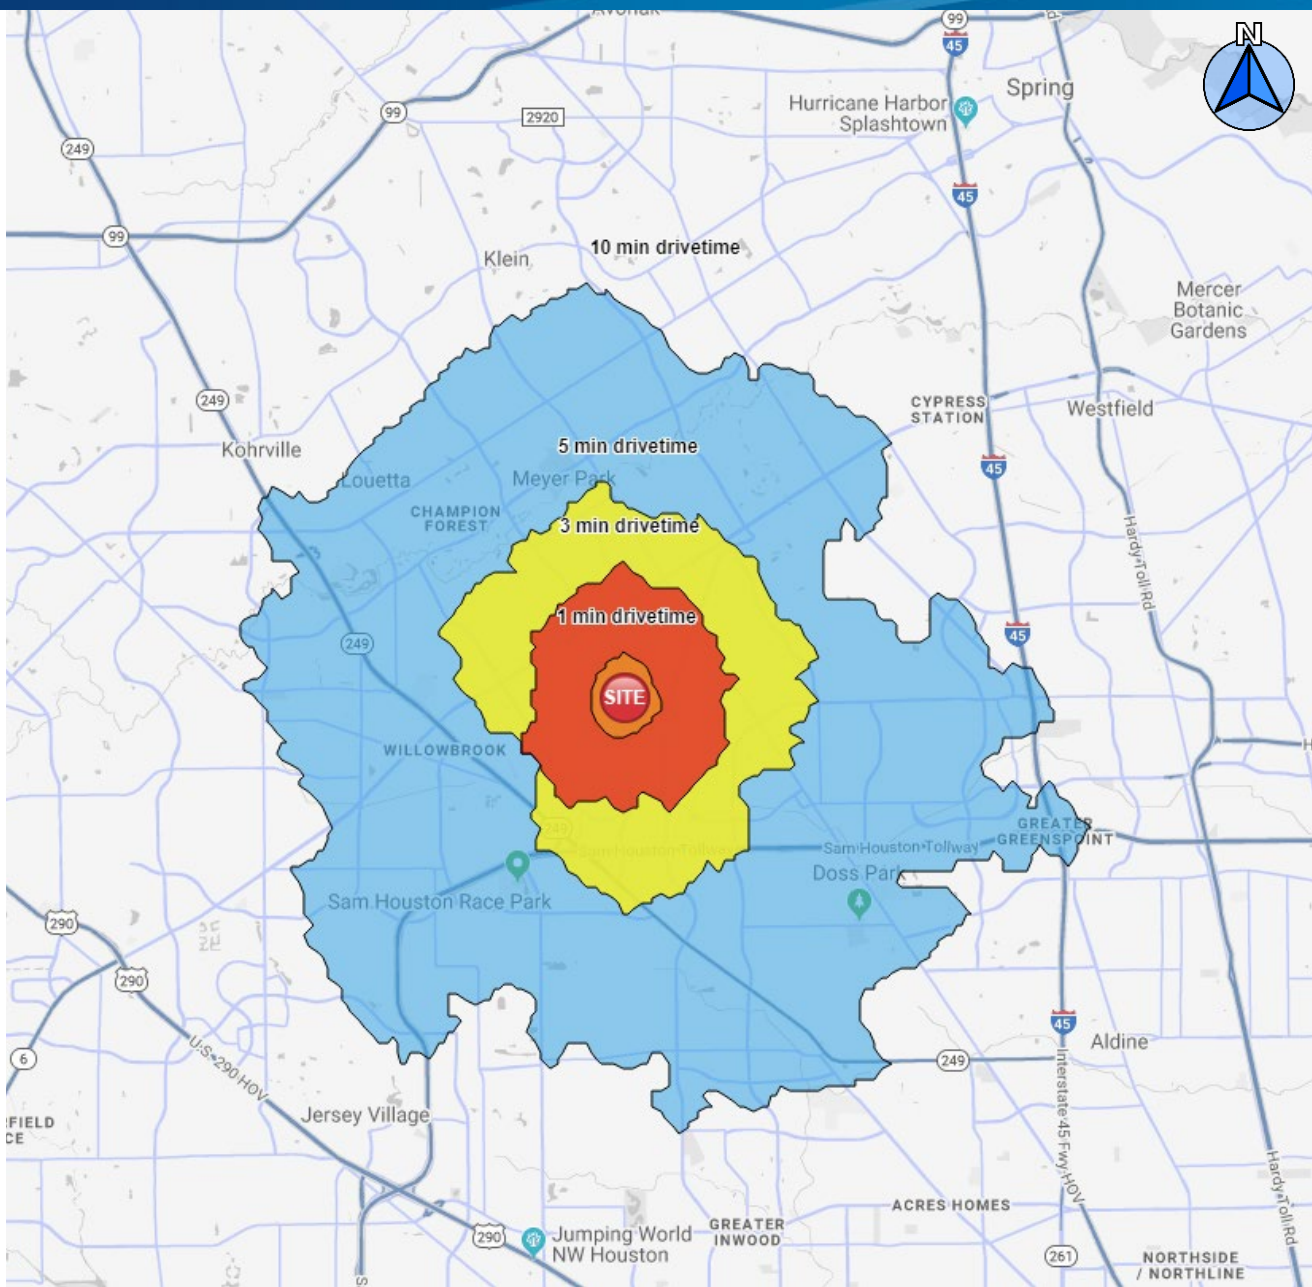 Avonak
99
45
N
Spring
Hurricane Harbor
Splashtown
99
2920
249
45
99
10 min drivetime
Klein
Mercer
Botanic
Gardens
249
CYPRESS
STATION
Westfield
5 min drivetime
Kohrville
45
Louetta
Meyer Park
CHAMPION
FOREST
3 min drivetime
Hardy Toll Rd
1 min drivetime
45
249
SITE
WILLOWBROOK
H
249
Sam Houston Tollway
GREATER
GREENSPOINT
Sam Houston Tollway
Doss Park
Sam Houston Race Park
290
290
45
Aldine
U.S. 290 HOV
249
6
Interstate 45 Fwy HOV
Jersey Village
FIELD
CE
Hardy Toll Rd
ACRES HOMES
GREATER
INWOOD
290
Jumping World
NW Houston
261
NORTHSIDE
/ NORTHLINE
S